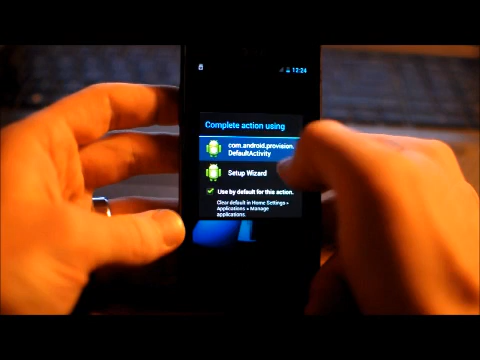 12:24
Complete action using
com.android.provision.
DefaultActivity
Setup Wizard
Use by default for this action.
Clear default in Home Settings >
Applications > Manage
applications.